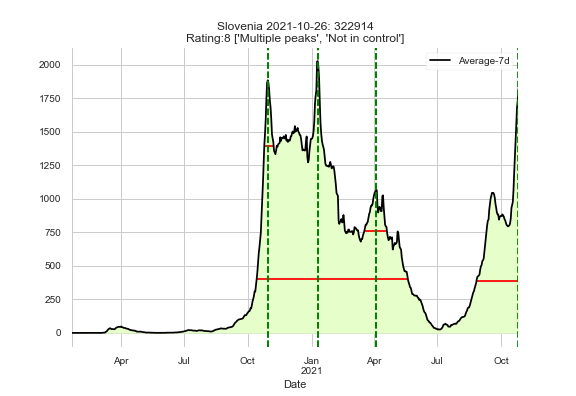 Slovenia 2021-10-26: 322914
Rating:8 ['Multiple peaks', 'Not in control']
Average-7d
2000
1750
1500
1250
1000
750
500
250
0
Apr
Jul
Oct
Jan
2021
Apr
Jul
Oct
Date